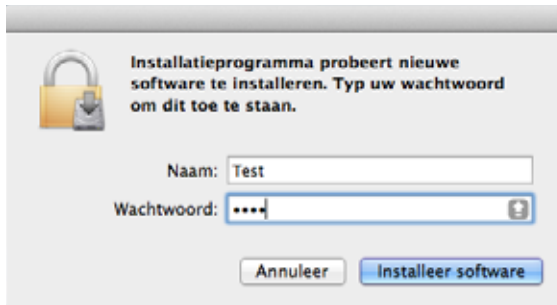 Installatieprogramma probeert nieuwe
software te installeren. Typ uw wachtwoord
om dit toe te staan.
Naam: Test
Wachtwoord: ••••
Annuleer Installeer software